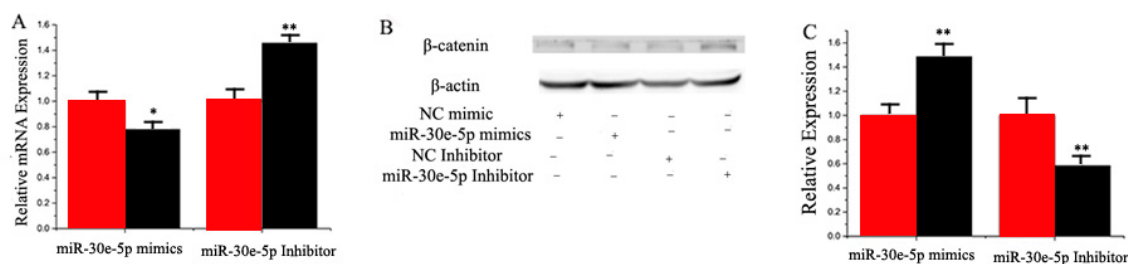 A
Relative mRNA Expression
1.6
1.4
1.2
1.0
0.8
0.6
0.4
0.2
0.0
*
**
miR-30e-5p mimics
miR-30e-5p Inhibitor
B
β-catenin
β-actin
NC mimic + – – –
miR-30e-5p mimics – + – –
NC Inhibitor – – + –
miR-30e-5p Inhibitor – – – +
C
Relative Expression
1.6
1.4
1.2
1.0
0.8
0.6
0.4
0.2
0.0
**
**
miR-30e-5p mimics
miR-30e-5p Inhibitor